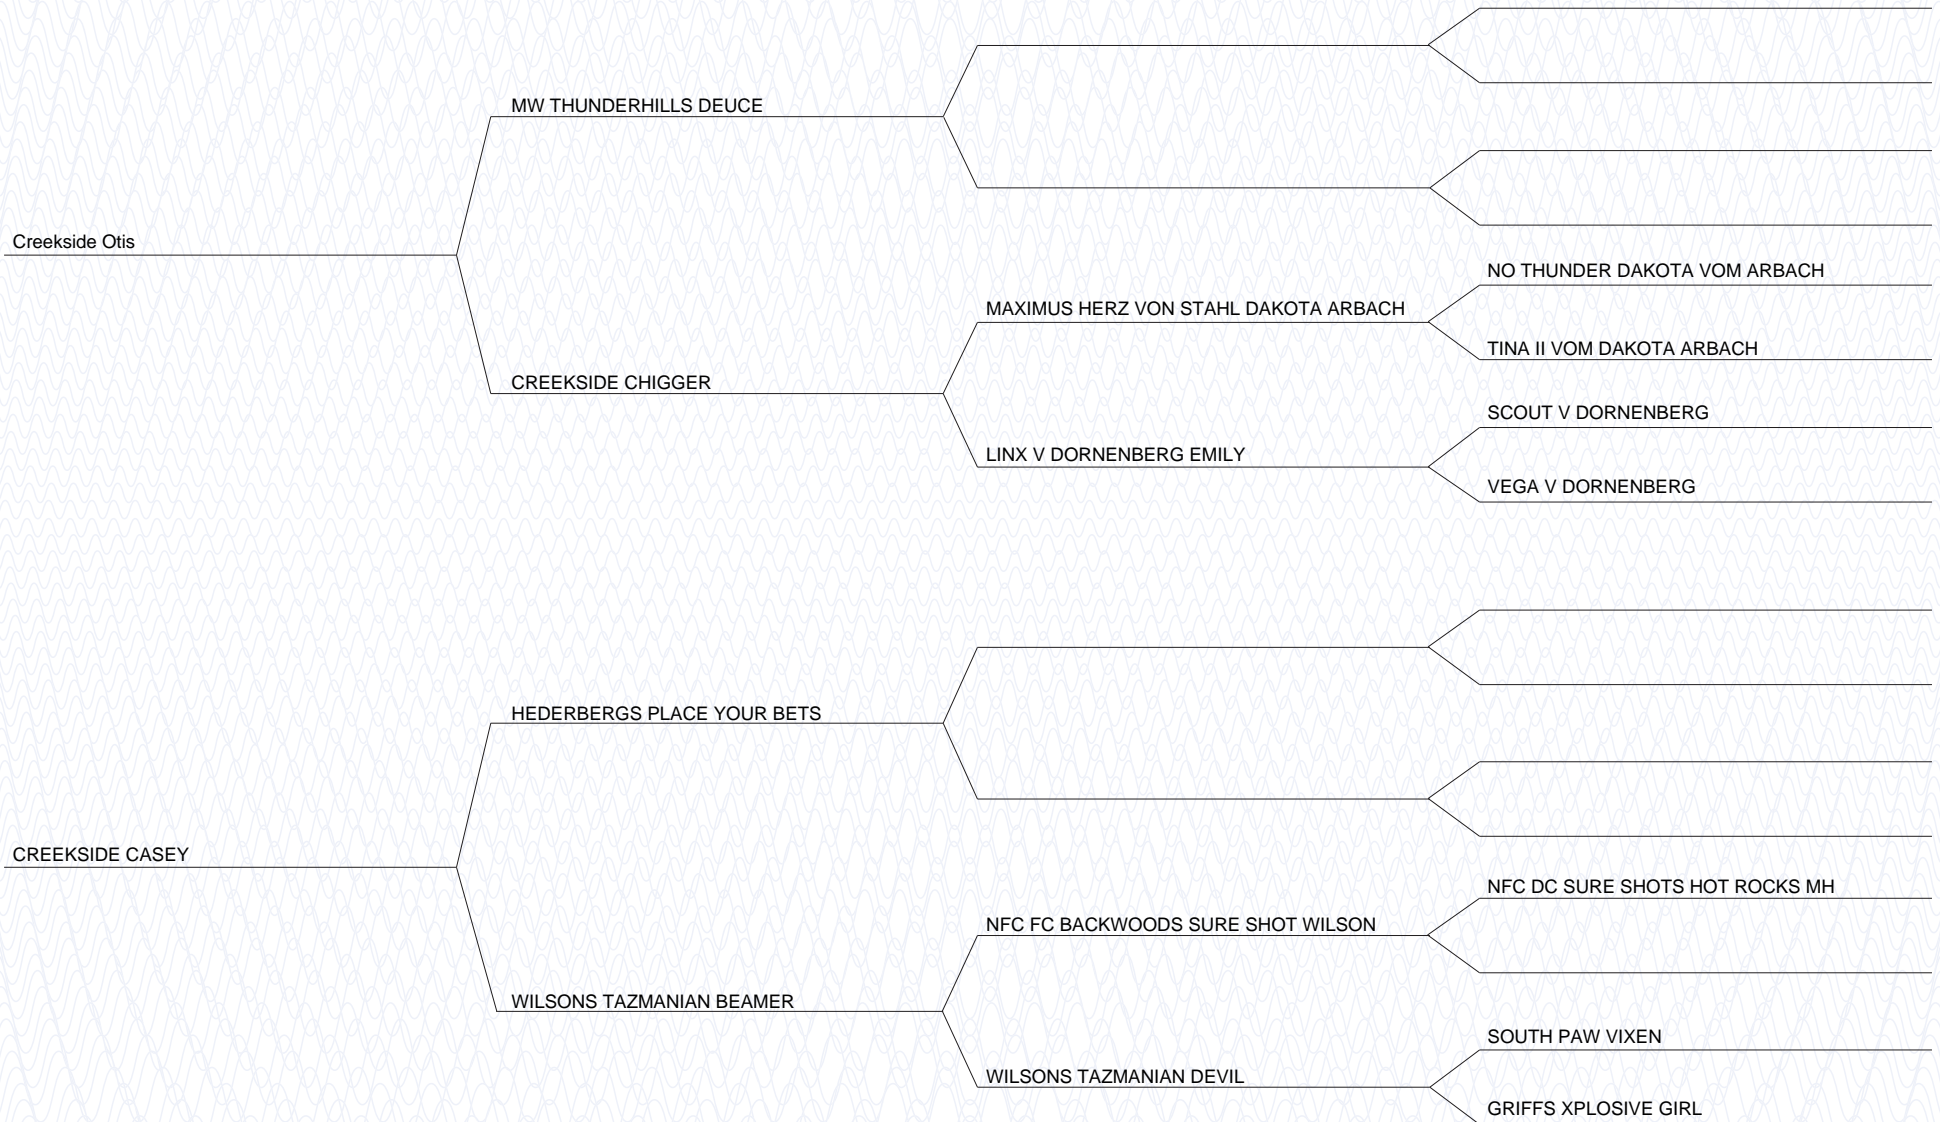 MW THUNDERHILLS DEUCE
Creekside Otis
NO THUNDER DAKOTA VOM ARBACH
MAXIMUS HERZ VON STAHL DAKOTA ARBACH
TINA II VOM DAKOTA ARBACH
CREEKSIDE CHIGGER
SCOUT V DORNENBERG
LINX V DORNENBERG EMILY
VEGA V DORNENBERG
HEDERBERGS PLACE YOUR BETS
CREEKSIDE CASEY
NFC DC SURE SHOTS HOT ROCKS MH
NFC FC BACKWOODS SURE SHOT WILSON
WILSONS TAZMANIAN BEAMER
SOUTH PAW VIXEN
WILSONS TAZMANIAN DEVIL
GRIFFS XPLOSIVE GIRL